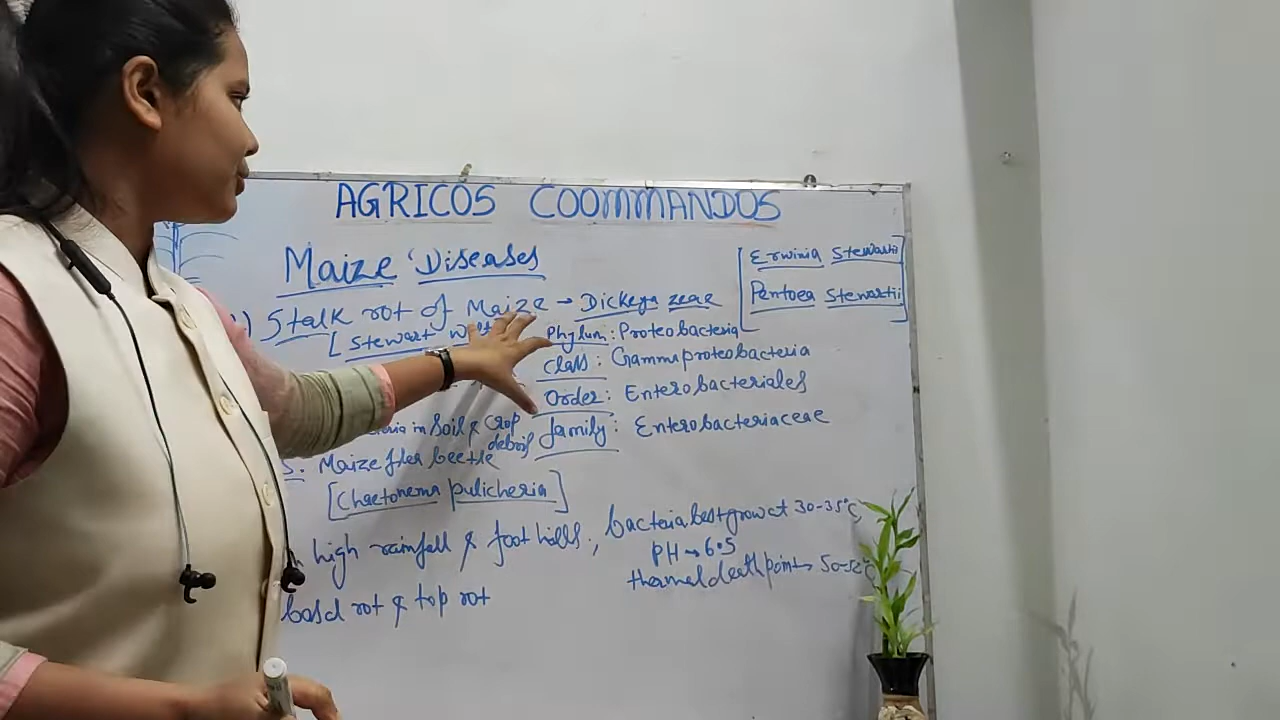 AGRICOS COOMMANDOS
Maize Diseases
Stalk rot of Maize → Dickeya zeae
[Erwinia Stewartii
Pentoea Stewartii]
[Stewart wilt
Phylum: Proteobacteria
Class: Gammaproteobacteria
Order: Enterobacteriales
family: Enterobacteriaceae
in Soil & Crop debris
S. Maize flea beetle
[Chaetonema pulicheria]
high rainfall & foot hills, bacteria best grow at 30-35°C
PH → 6.5
thermal death point → 50-52°C
basal rot & top rot